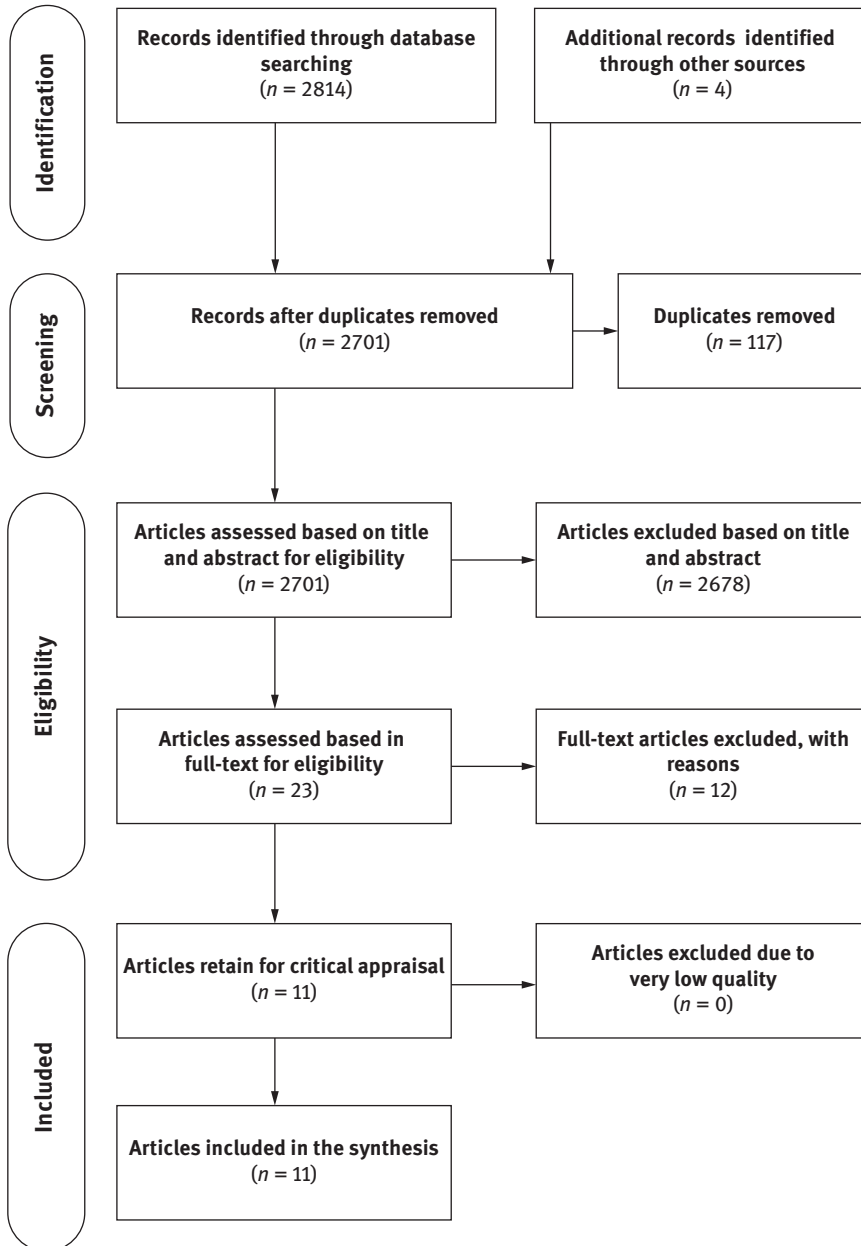 Identification
Records identified through database
searching
(n = 2814)
Additional records identified
through other sources
(n = 4)
Screening
Records after duplicates removed
(n = 2701)
Duplicates removed
(n = 117)
Eligibility
Articles assessed based on title
and abstract for eligibility
(n = 2701)
Articles excluded based on title
and abstract
(n = 2678)
Articles assessed based in
full-text for eligibility
(n = 23)
Full-text articles excluded, with
reasons
(n = 12)
Included
Articles retain for critical appraisal
(n = 11)
Articles excluded due to
very low quality
(n = 0)
Articles included in the synthesis
(n = 11)